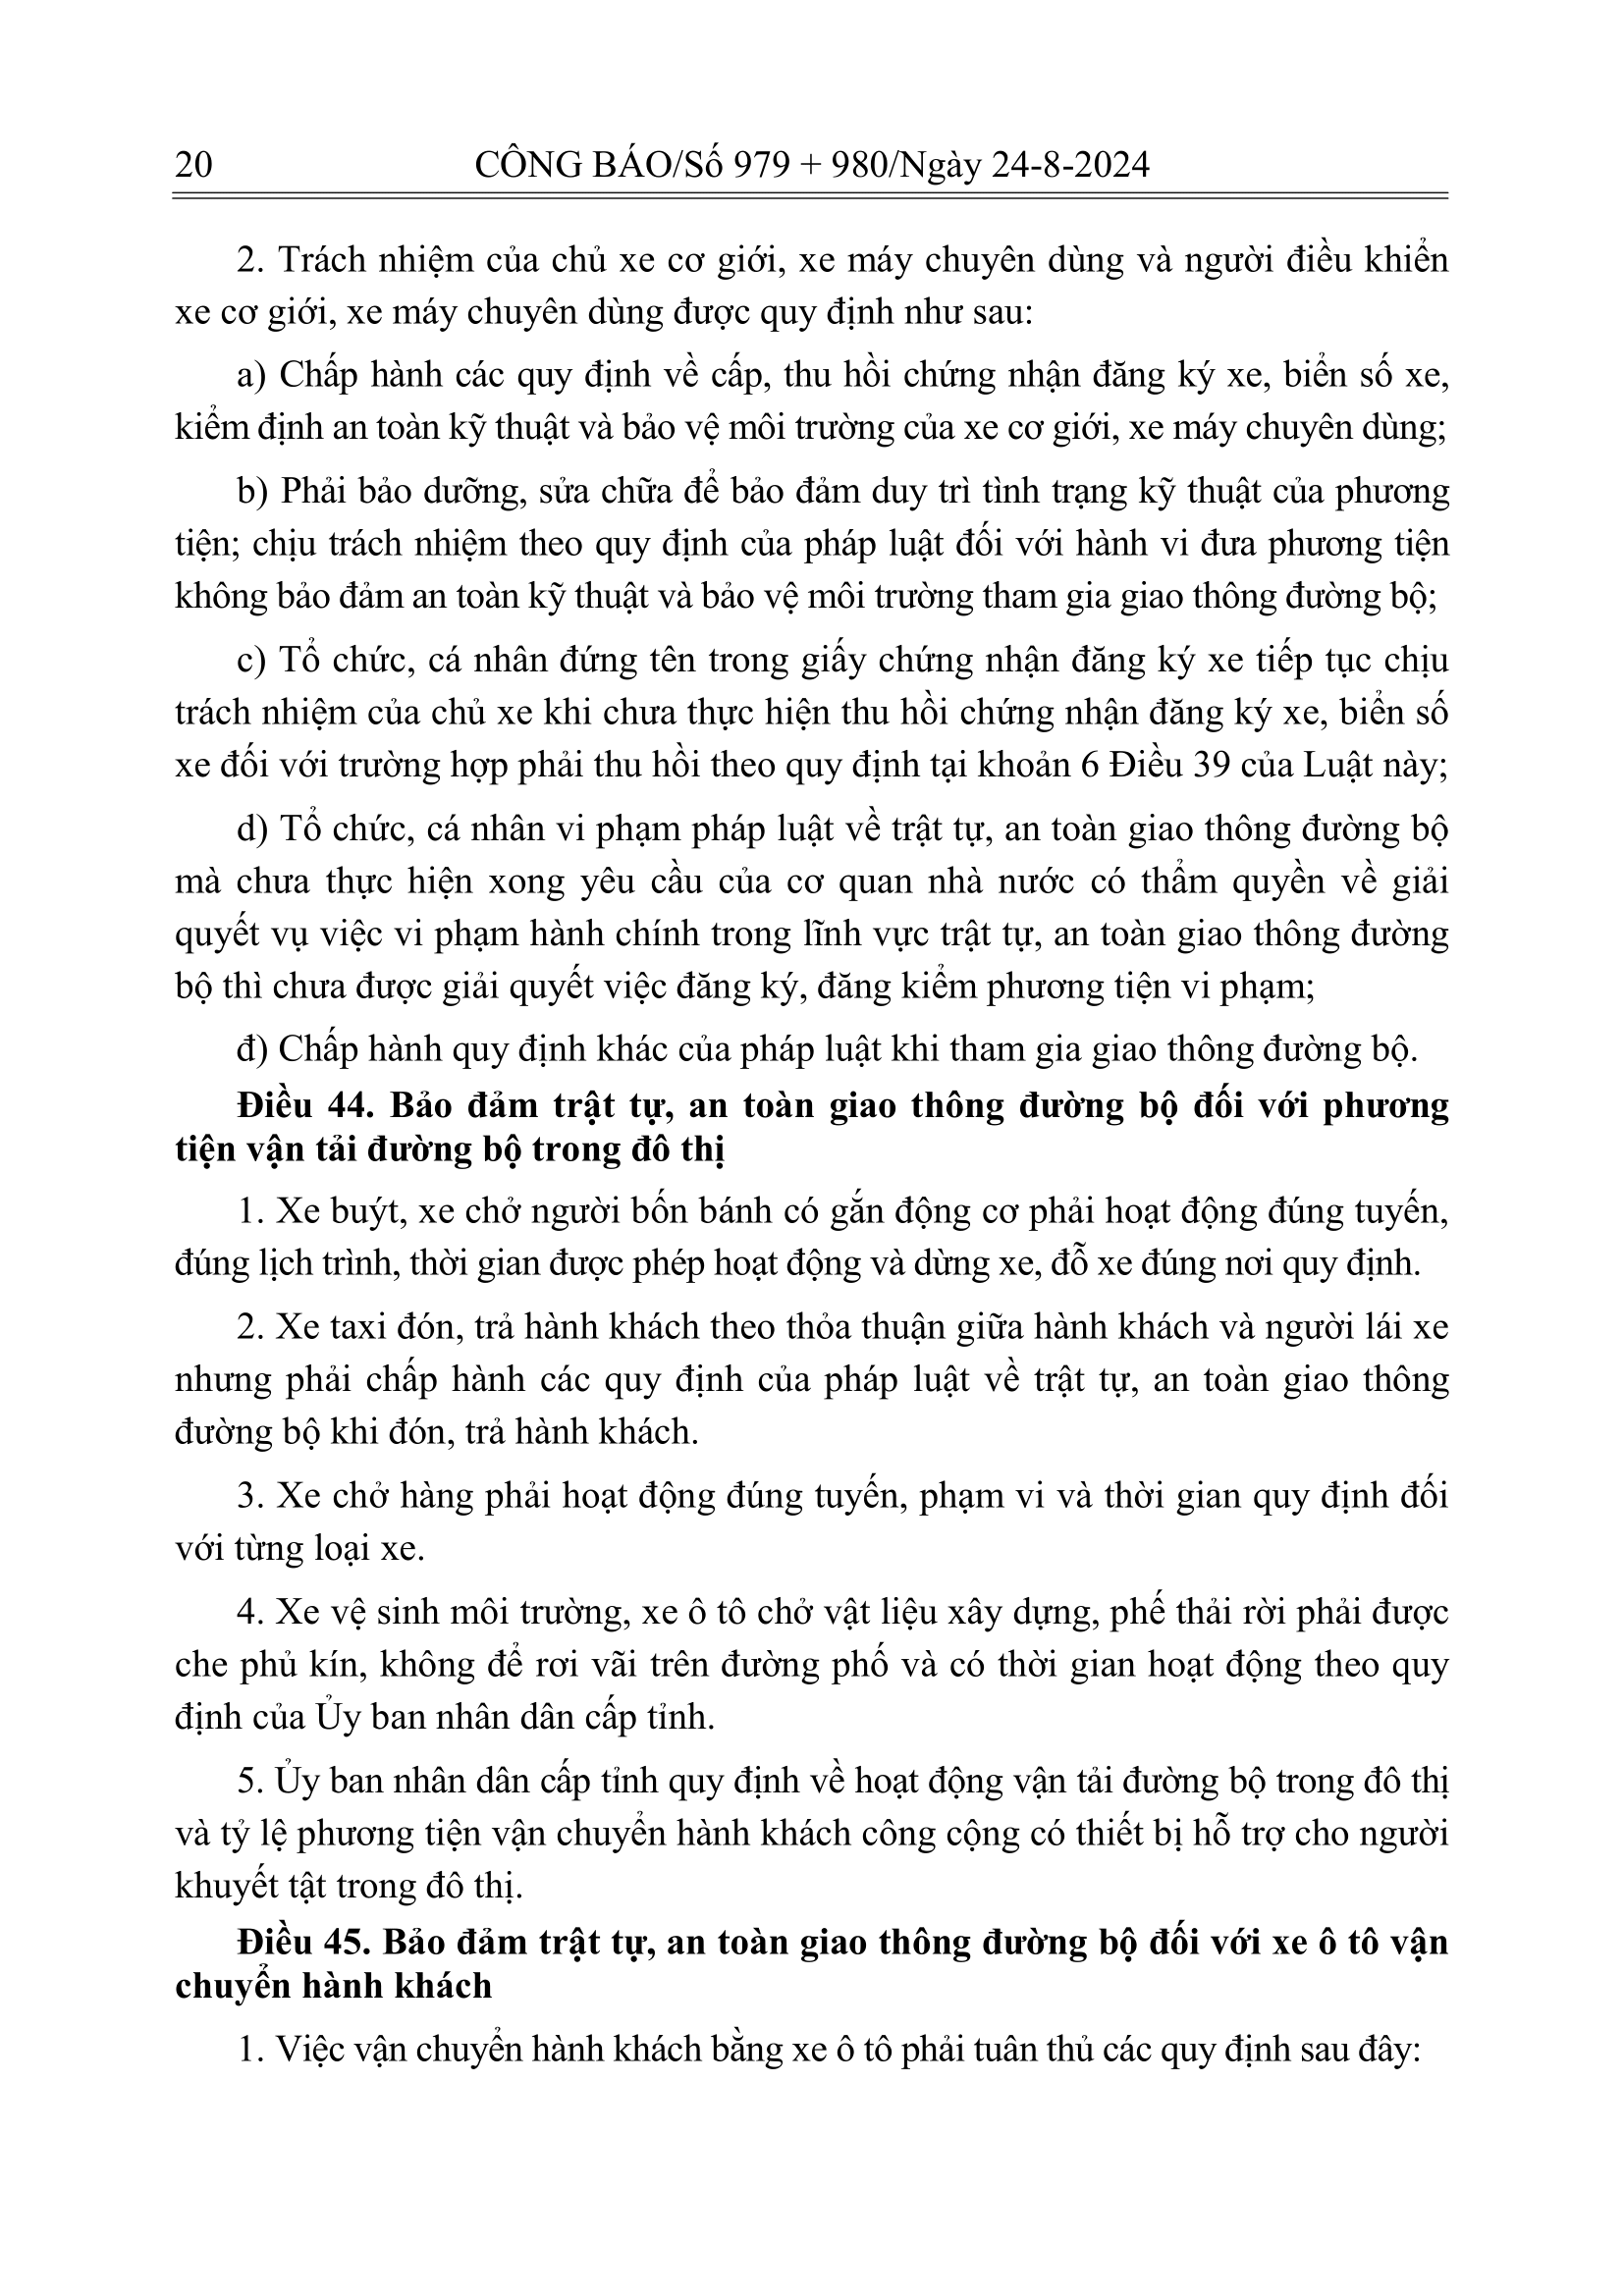 20 CÔNG BÁO/Số 979 + 980/Ngày 24-8-2024
2. Trách nhiệm của chủ xe cơ giới, xe máy chuyên dùng và người điều khiển
xe cơ giới, xe máy chuyên dùng được quy định như sau:
a) Chấp hành các quy định về cấp, thu hồi chứng nhận đăng ký xe, biển số xe,
kiểm định an toàn kỹ thuật và bảo vệ môi trường của xe cơ giới, xe máy chuyên dùng;
b) Phải bảo dưỡng, sửa chữa để bảo đảm duy trì tình trạng kỹ thuật của phương
tiện; chịu trách nhiệm theo quy định của pháp luật đối với hành vi đưa phương tiện
không bảo đảm an toàn kỹ thuật và bảo vệ môi trường tham gia giao thông đường bộ;
c) Tổ chức, cá nhân đứng tên trong giấy chứng nhận đăng ký xe tiếp tục chịu
trách nhiệm của chủ xe khi chưa thực hiện thu hồi chứng nhận đăng ký xe, biển số
xe đối với trường hợp phải thu hồi theo quy định tại khoản 6 Điều 39 của Luật này;
d) Tổ chức, cá nhân vi phạm pháp luật về trật tự, an toàn giao thông đường bộ
mà chưa thực hiện xong yêu cầu của cơ quan nhà nước có thẩm quyền về giải
quyết vụ việc vi phạm hành chính trong lĩnh vực trật tự, an toàn giao thông đường
bộ thì chưa được giải quyết việc đăng ký, đăng kiểm phương tiện vi phạm;
đ) Chấp hành quy định khác của pháp luật khi tham gia giao thông đường bộ.
Điều 44. Bảo đảm trật tự, an toàn giao thông đường bộ đối với phương
tiện vận tải đường bộ trong đô thị
1. Xe buýt, xe chở người bốn bánh có gắn động cơ phải hoạt động đúng tuyến,
đúng lịch trình, thời gian được phép hoạt động và dừng xe, đỗ xe đúng nơi quy định.
2. Xe taxi đón, trả hành khách theo thỏa thuận giữa hành khách và người lái xe
nhưng phải chấp hành các quy định của pháp luật về trật tự, an toàn giao thông
đường bộ khi đón, trả hành khách.
3. Xe chở hàng phải hoạt động đúng tuyến, phạm vi và thời gian quy định đối
với từng loại xe.
4. Xe vệ sinh môi trường, xe ô tô chở vật liệu xây dựng, phế thải rời phải được
che phủ kín, không để rơi vãi trên đường phố và có thời gian hoạt động theo quy
định của Ủy ban nhân dân cấp tỉnh.
5. Ủy ban nhân dân cấp tỉnh quy định về hoạt động vận tải đường bộ trong đô thị
và tỷ lệ phương tiện vận chuyển hành khách công cộng có thiết bị hỗ trợ cho người
khuyết tật trong đô thị.
Điều 45. Bảo đảm trật tự, an toàn giao thông đường bộ đối với xe ô tô vận
chuyển hành khách
1. Việc vận chuyển hành khách bằng xe ô tô phải tuân thủ các quy định sau đây: